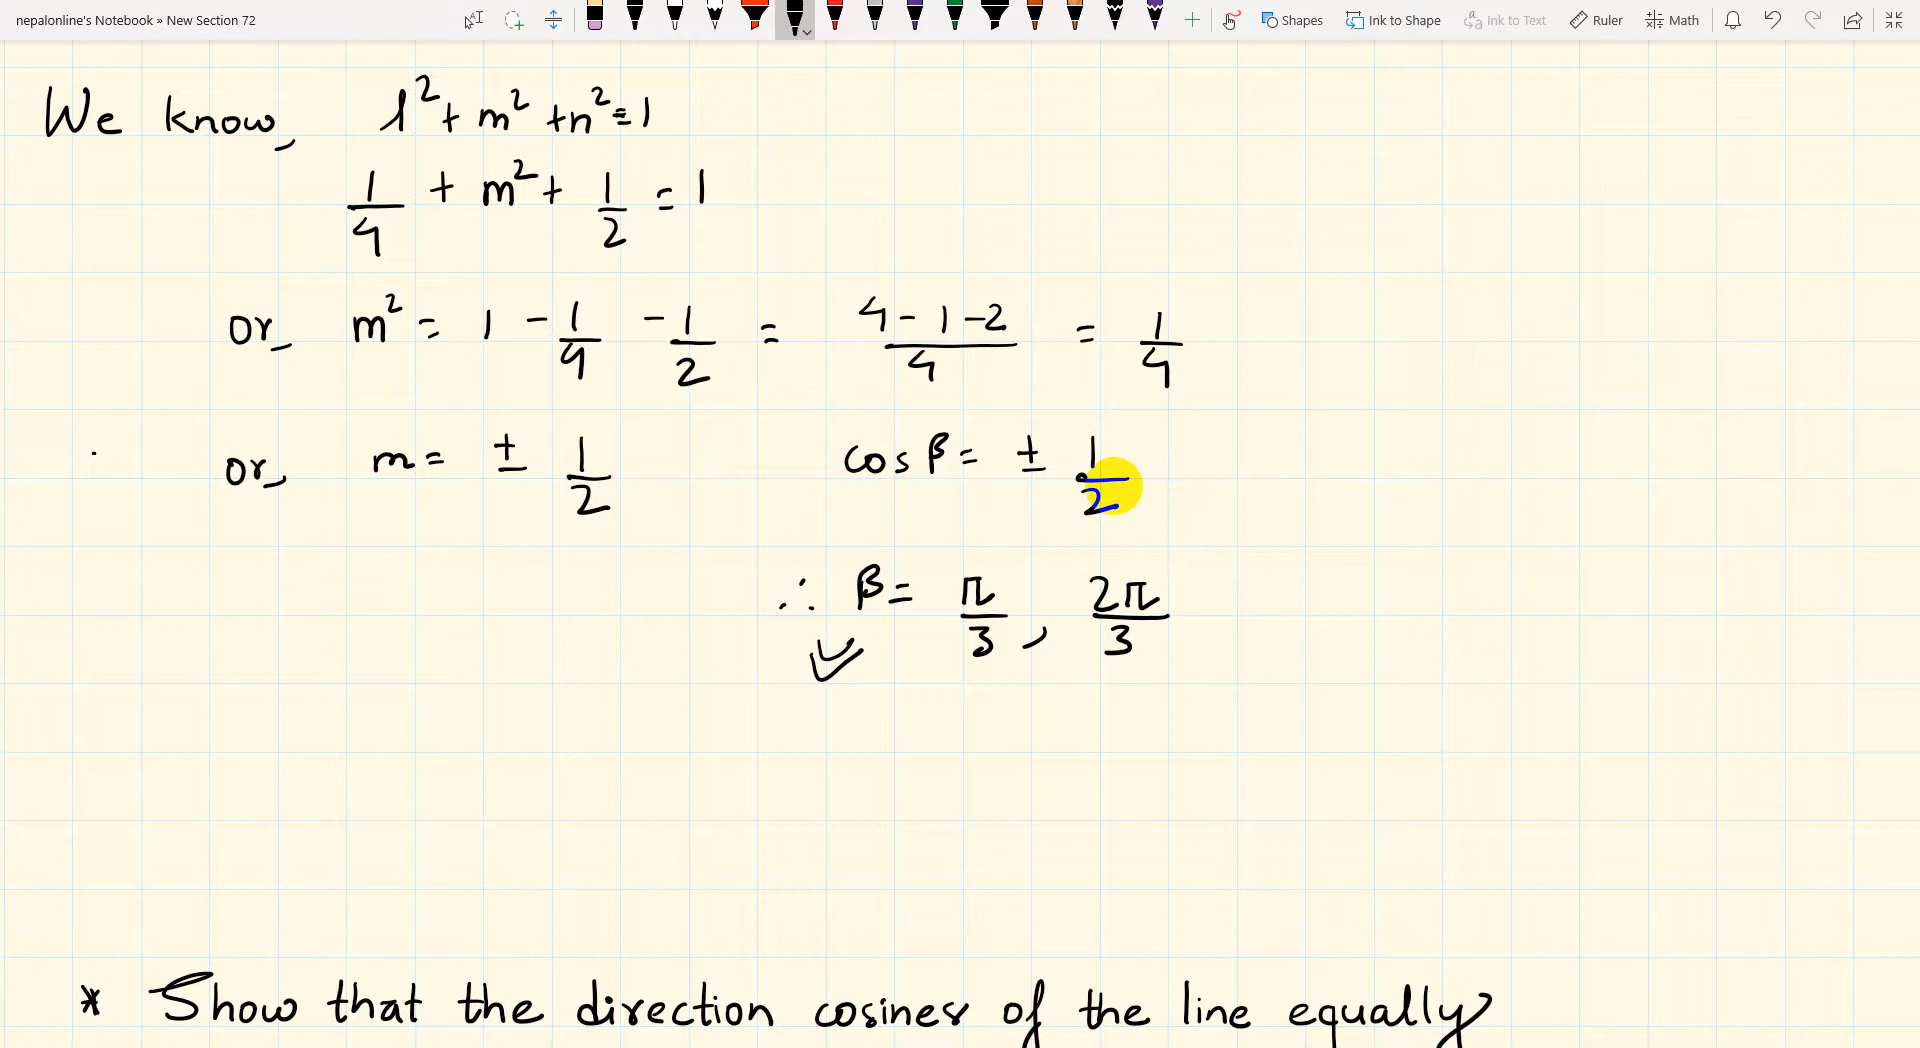 nepalonline's Notebook » New Section 72
Shapes Ink to Shape Ink to Text Ruler Math
We know, l² + m² + n² = 1
1/4 + m² + 1/2 = 1
or, m² = 1 - 1/4 - 1/2 = (4-1-2)/4 = 1/4
or, m = ± 1/2 cos β = ± 1/2
∴ β = π/3, 2π/3
* Show that the direction cosines of the line equally